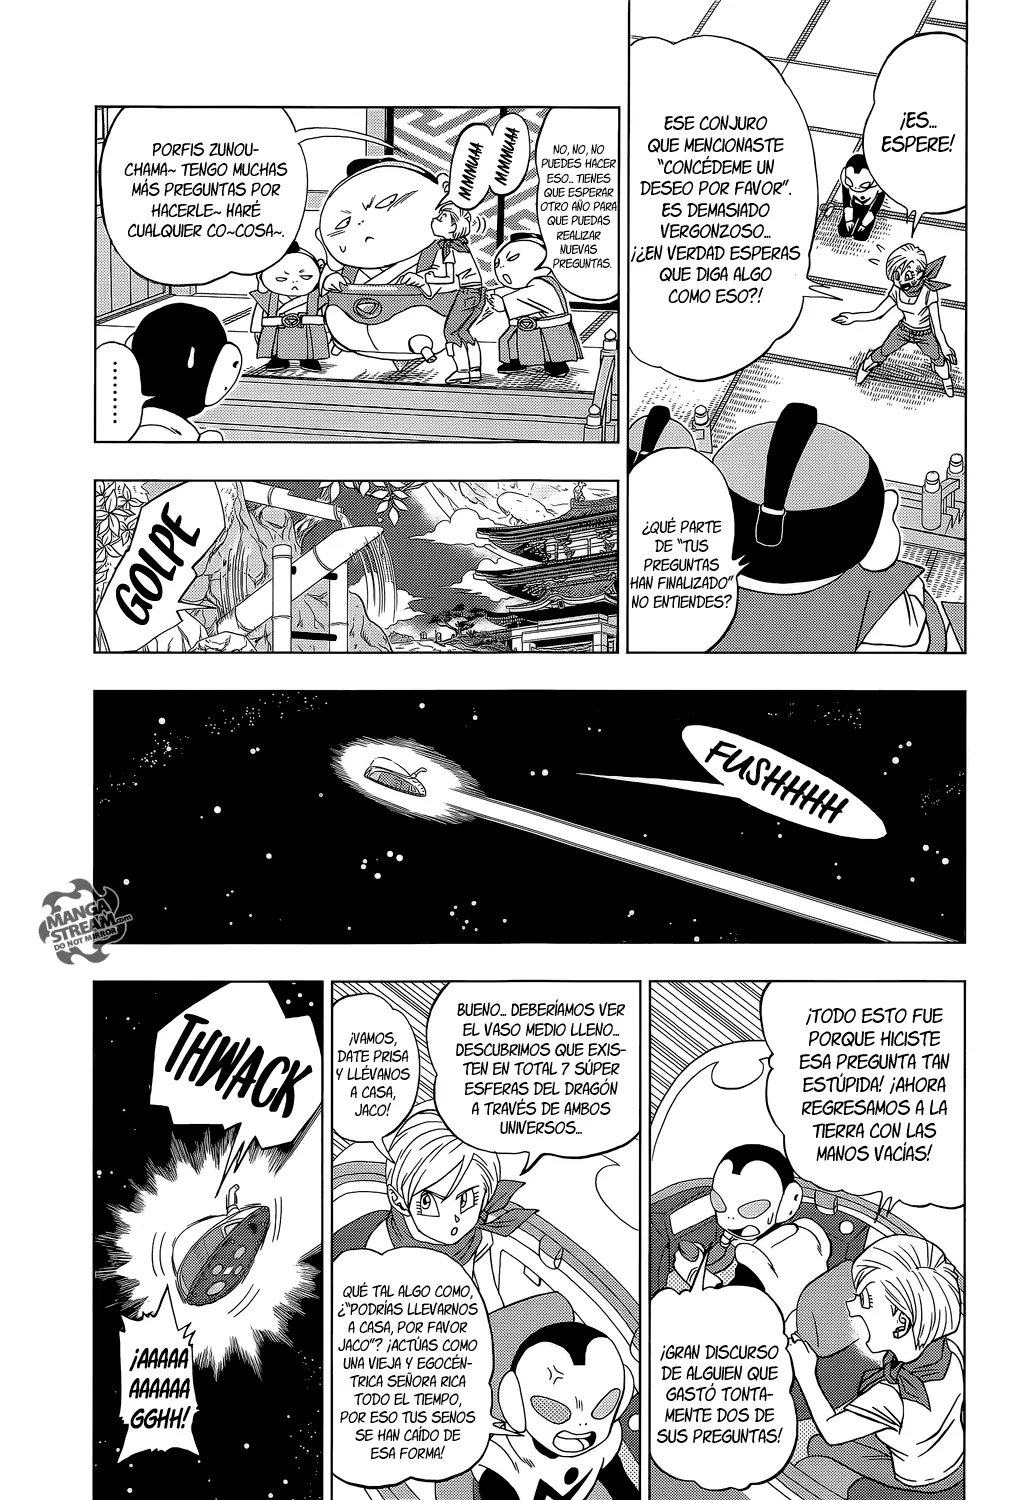 ¡ES...
ESPERE!
ESE CONJURO
QUE MENCIONASTE
"CONCÉDEME UN
DESEO POR FAVOR".
ES DEMASIADO
VERGONZOSO...
¡¿EN VERDAD ESPERAS
QUE DIGA ALGO
COMO ESO?!
¿QUÉ PARTE
DE "TUS
PREGUNTAS
HAN FINALIZADO"
NO ENTIENDES?
NO, NO, NO
PUEDES HACER
ESO... TIENES
QUE ESPERAR
OTRO AÑO PARA
QUE PUEDAS
REALIZAR
NUEVAS
PREGUNTAS.
MMMMUAA
MMMMUAA
PORFIS ZUNOU-
CHAMA~ TENGO MUCHAS
MÁS PREGUNTAS POR
HACERLE~ HARÉ
CUALQUIER CO~COSA~.
.........
GOLPE
FUSHHHH
MANGA
STREAM.com
DO NOT MIRROR
¡TODO ESTO FUE
PORQUE HICISTE
ESA PREGUNTA TAN
ESTÚPIDA! ¡AHORA
REGRESAMOS A LA
TIERRA CON LAS
MANOS VACÍAS!
¡GRAN DISCURSO
DE ALGUIEN QUE
GASTÓ TONTA-
MENTE DOS DE
SUS PREGUNTAS!
BUENO... DEBERÍAMOS VER
EL VASO MEDIO LLENO...
DESCUBRIMOS QUE EXIS-
TEN EN TOTAL 7 SÚPER
ESFERAS DEL DRAGÓN
A TRAVÉS DE AMBOS
UNIVERSOS...
¡VAMOS,
DATE PRISA
Y LLÉVANOS
A CASA,
JACO!
QUÉ TAL ALGO COMO,
¿"PODRÍAS LLEVARNOS
A CASA, POR FAVOR
JACO"? ¡ACTÚAS COMO
UNA VIEJA Y EGOCÉN-
TRICA SEÑORA RICA
TODO EL TIEMPO,
POR ESO TUS SENOS
SE HAN CAÍDO DE
ESA FORMA!
THWACK
¡AAAAA
AAAAAA
GGHH!